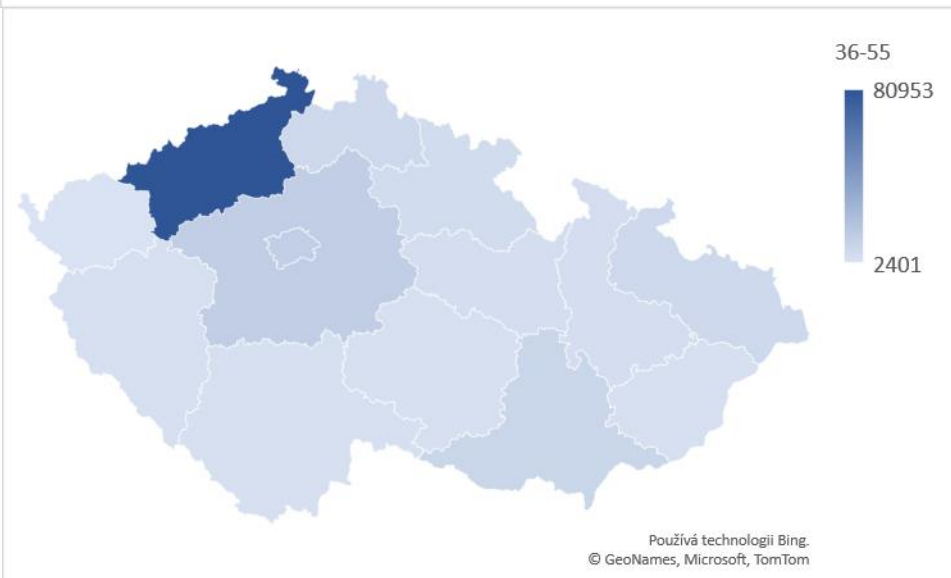 36-55
80953
2401
Používá technologii Bing.
© GeoNames, Microsoft, TomTom